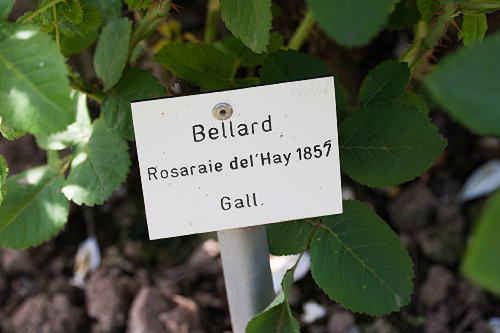 Bellard
Rosaraie del'Hay 1857
Gall.